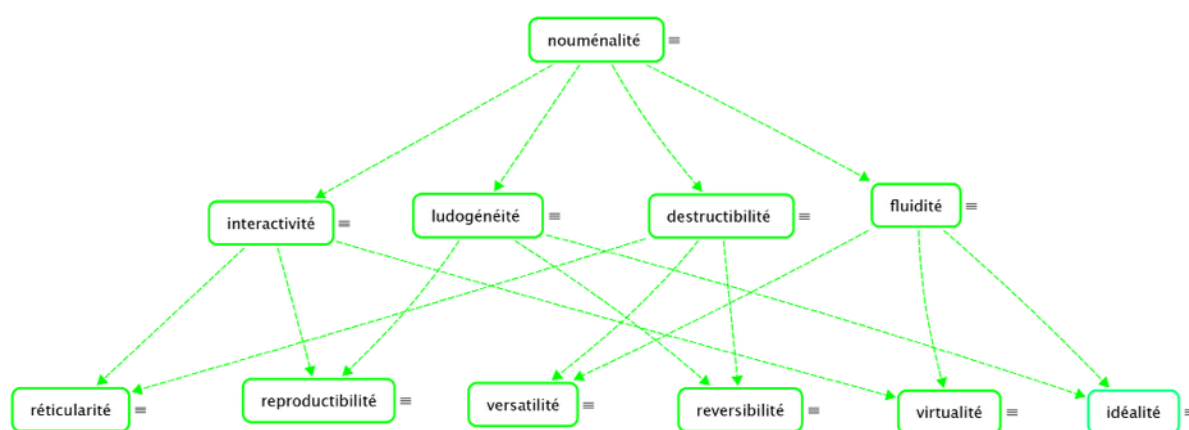 nouménalité
interactivité
ludogénéité
destructibilité
fluidité
réticularité
reproductibilité
versatilité
reversibilité
virtualité
idéalité